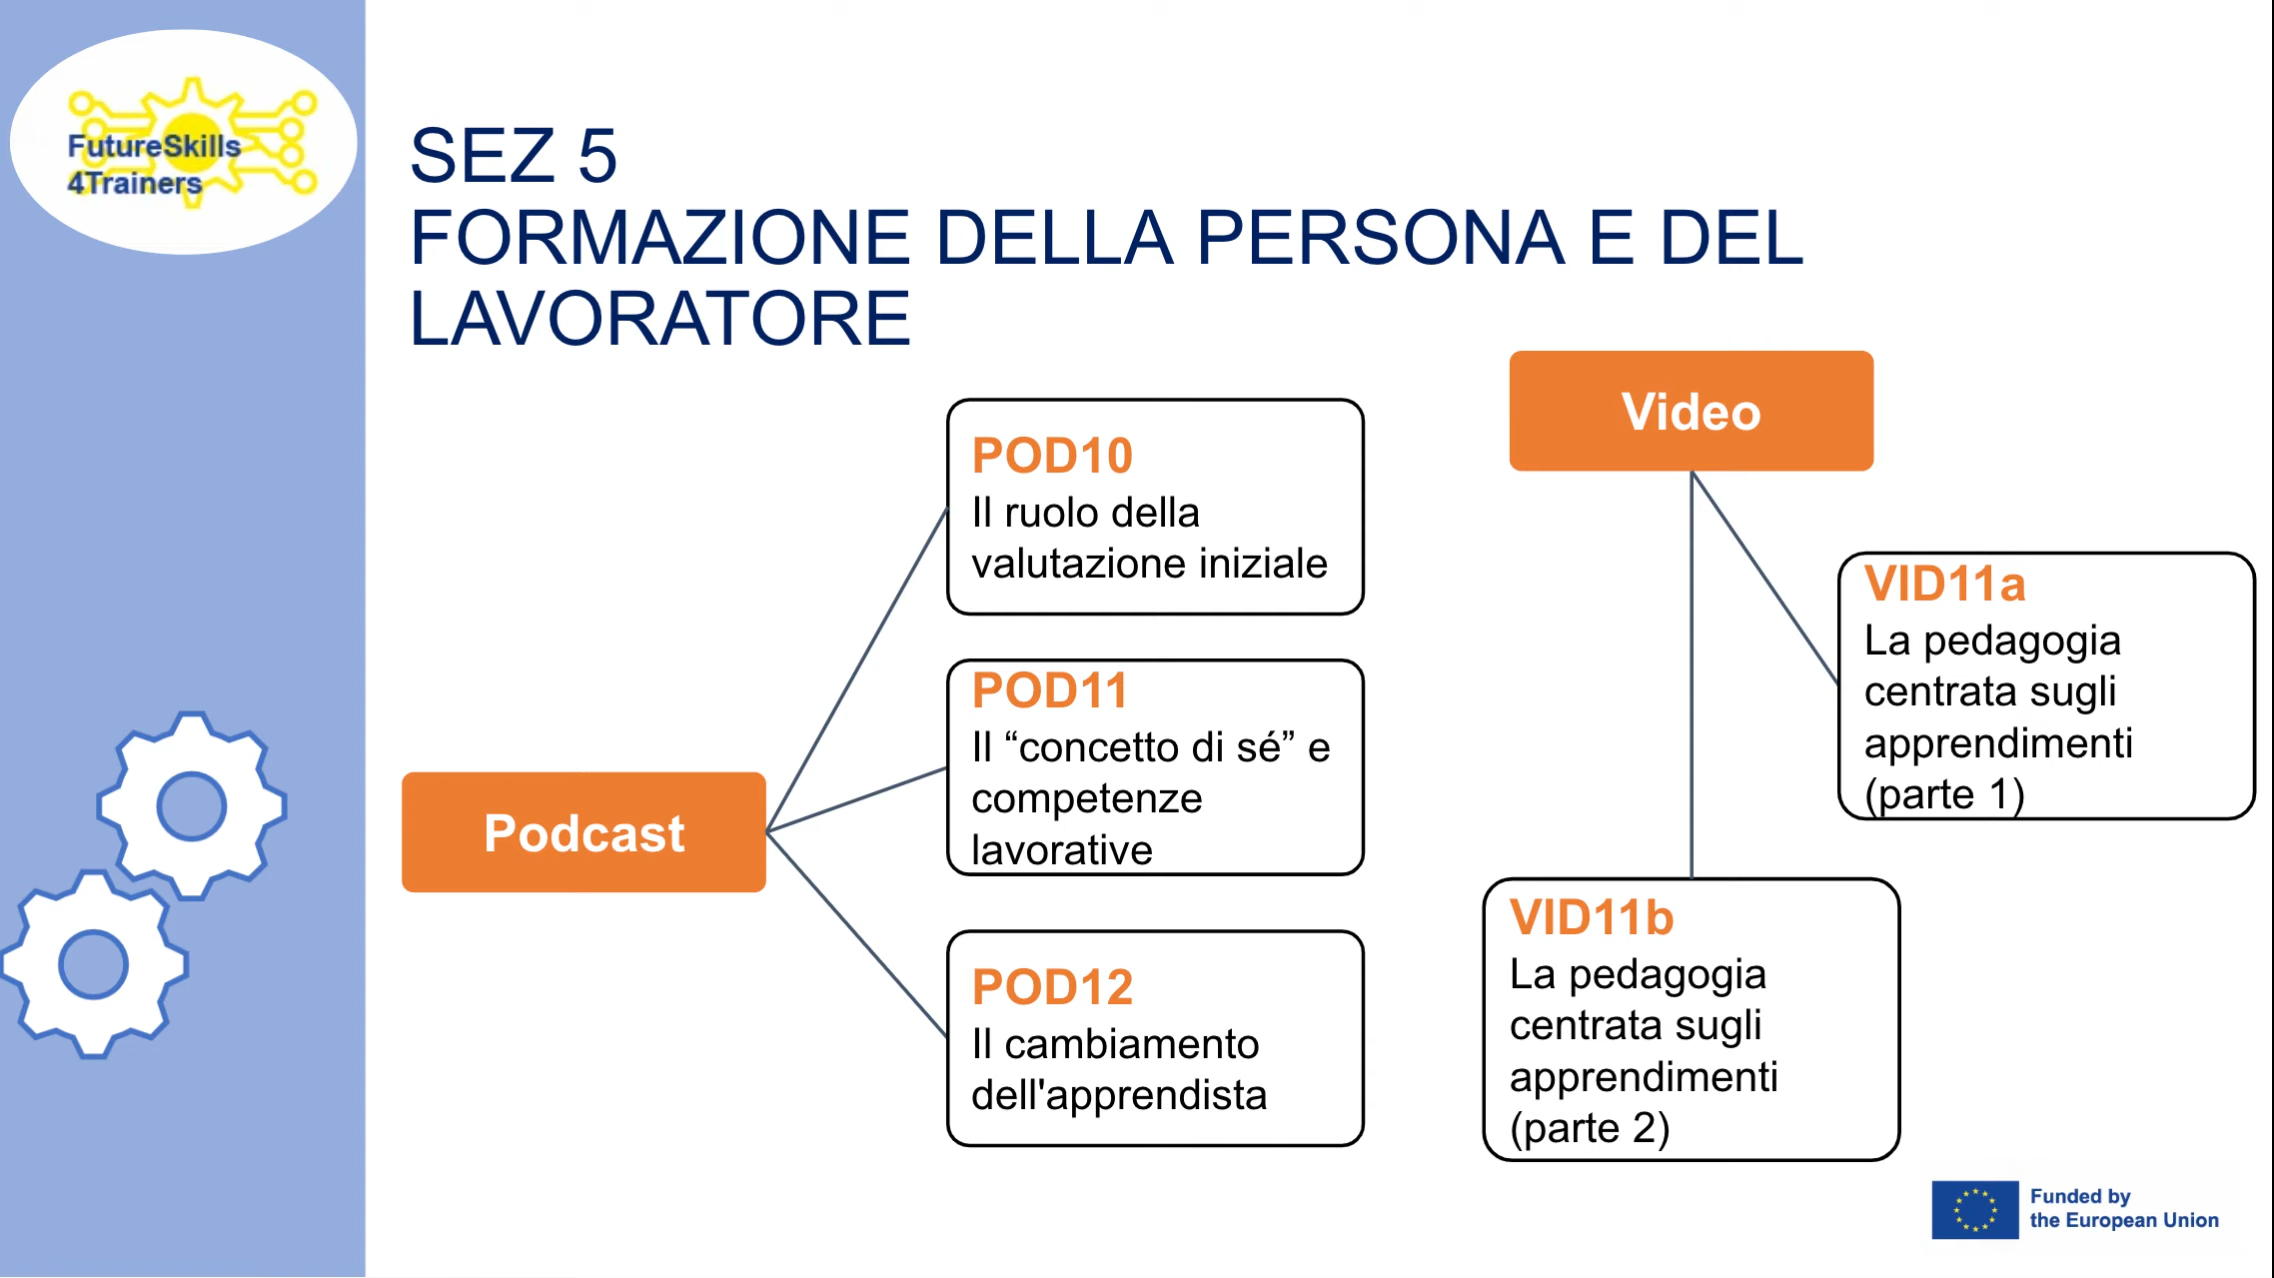 FutureSkills
4Trainers
SEZ 5
FORMAZIONE DELLA PERSONA E DEL
LAVORATORE
Podcast
POD10
Il ruolo della
valutazione iniziale
POD11
Il “concetto di sé” e
competenze
lavorative
POD12
Il cambiamento
dell'apprendista
Video
VID11a
La pedagogia
centrata sugli
apprendimenti
(parte 1)
VID11b
La pedagogia
centrata sugli
apprendimenti
(parte 2)
Funded by
the European Union